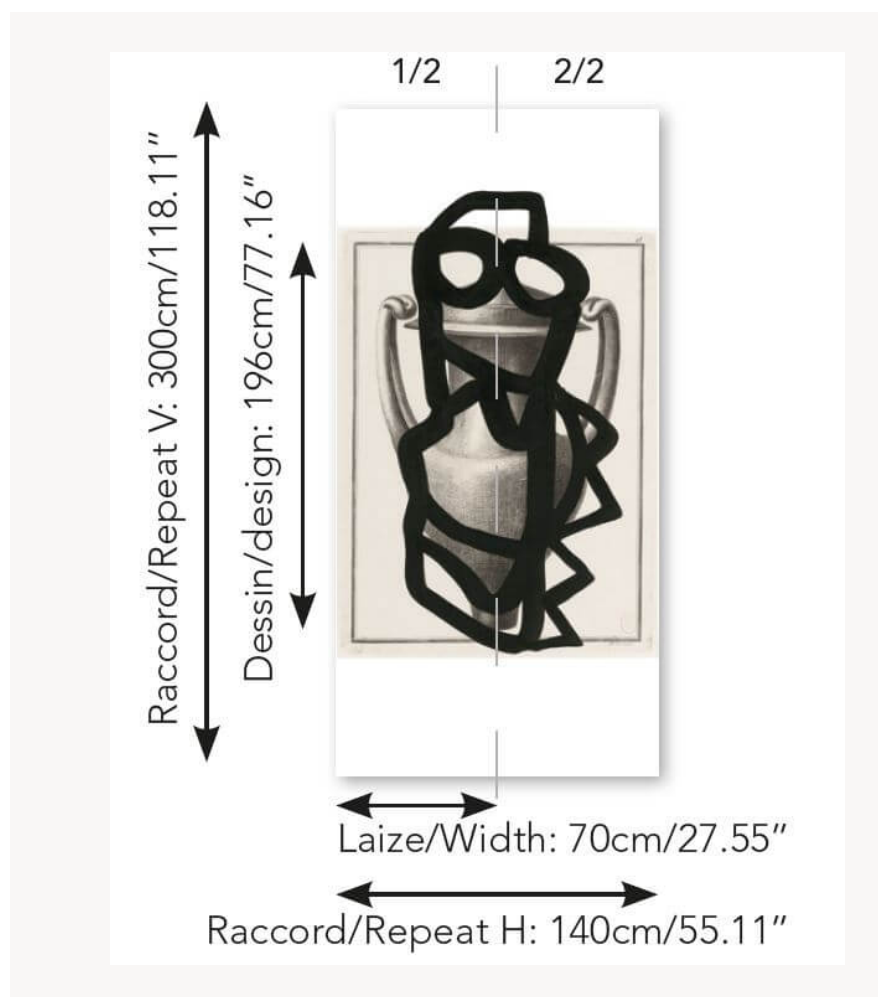 1/2
2/2
Raccord/Repeat V: 300cm/118.11”
Dessin/design: 196cm/77.16”
Laize/Width: 70cm/27.55”
Raccord/Repeat H: 140cm/55.11”